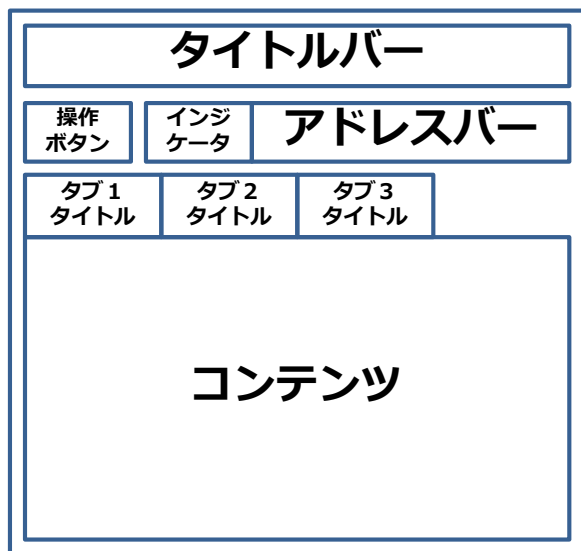 タイトルバー
操作
ボタン
インジ
ケータ
アドレスバー
タブ1
タイトル
タブ2
タイトル
タブ3
タイトル
コンテンツ